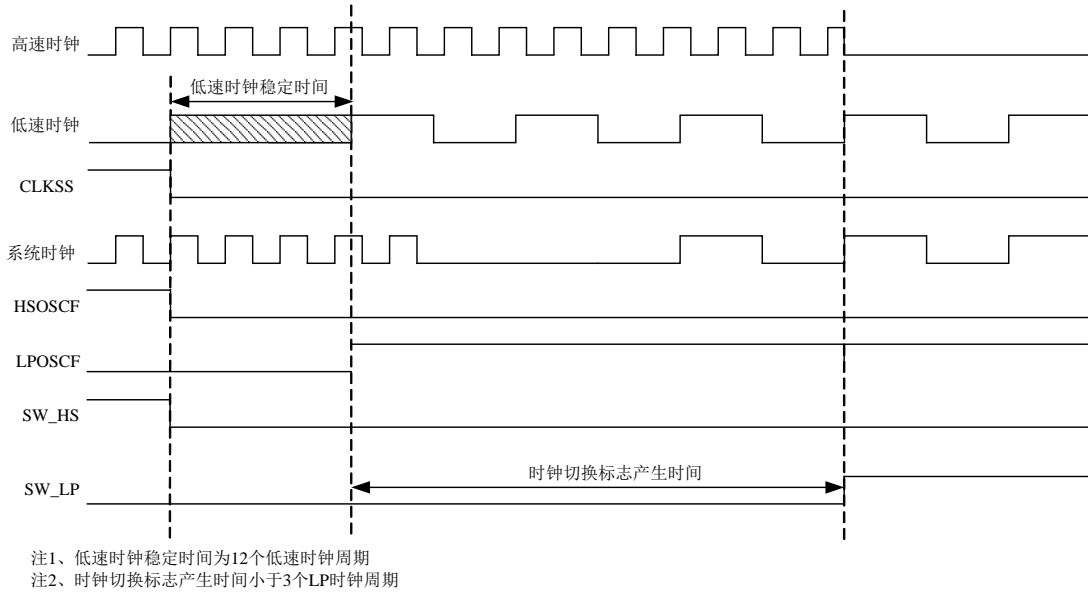 高速时钟
低速时钟稳定时间
低速时钟
CLKSS
系统时钟
HSOSCF
LPOSCF
SW_HS
时钟切换标志产生时间
SW_LP
注1、低速时钟稳定时间为12个低速时钟周期
注2、时钟切换标志产生时间小于3个LP时钟周期